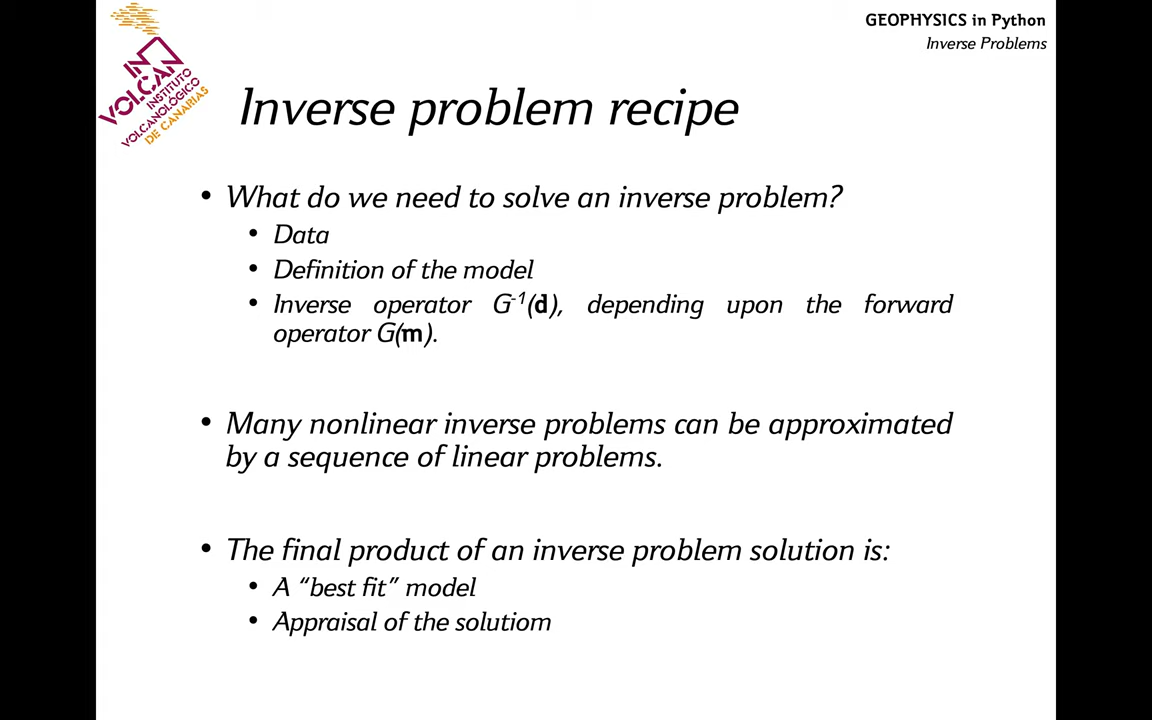 GEOPHYSICS in Python
Inverse Problems
IN
VOLCAN
INSTITUTO
VOLCANOLÓGICO
DE CANARIAS
Inverse problem recipe
• What do we need to solve an inverse problem?
• Data
• Definition of the model
• Inverse operator G⁻¹(d), depending upon the forward
operator G(m).
• Many nonlinear inverse problems can be approximated
by a sequence of linear problems.
• The final product of an inverse problem solution is:
• A “best fit” model
• Appraisal of the solutiom